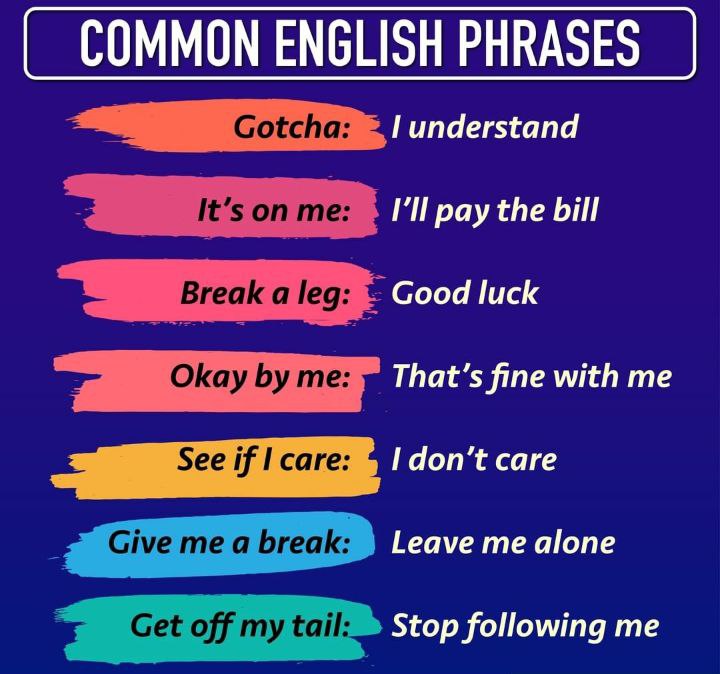 COMMON ENGLISH PHRASES
Gotcha: I understand
It’s on me: I’ll pay the bill
Break a leg: Good luck
Okay by me: That’s fine with me
See if I care: I don’t care
Give me a break: Leave me alone
Get off my tail: Stop following me